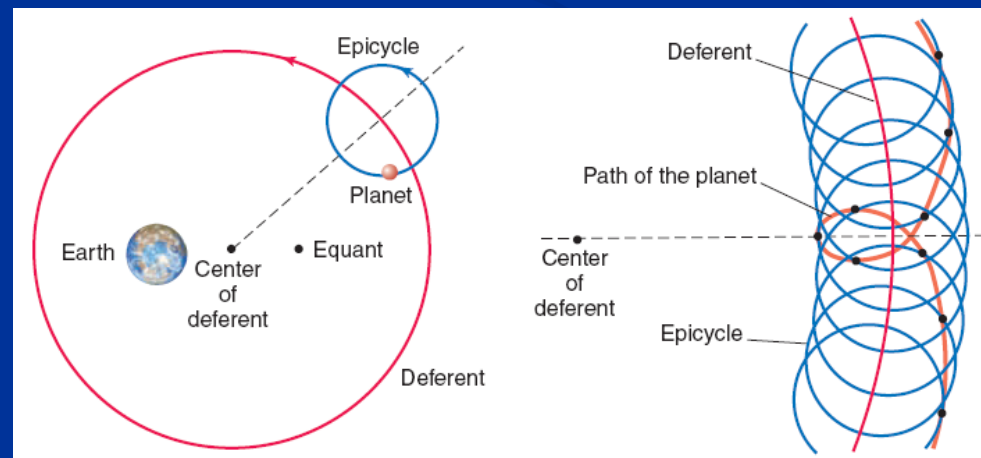 Epicycle
Planet
Earth
Center
of
deferent
Equant
Deferent
Deferent
Path of the planet
Center
of
deferent
Epicycle